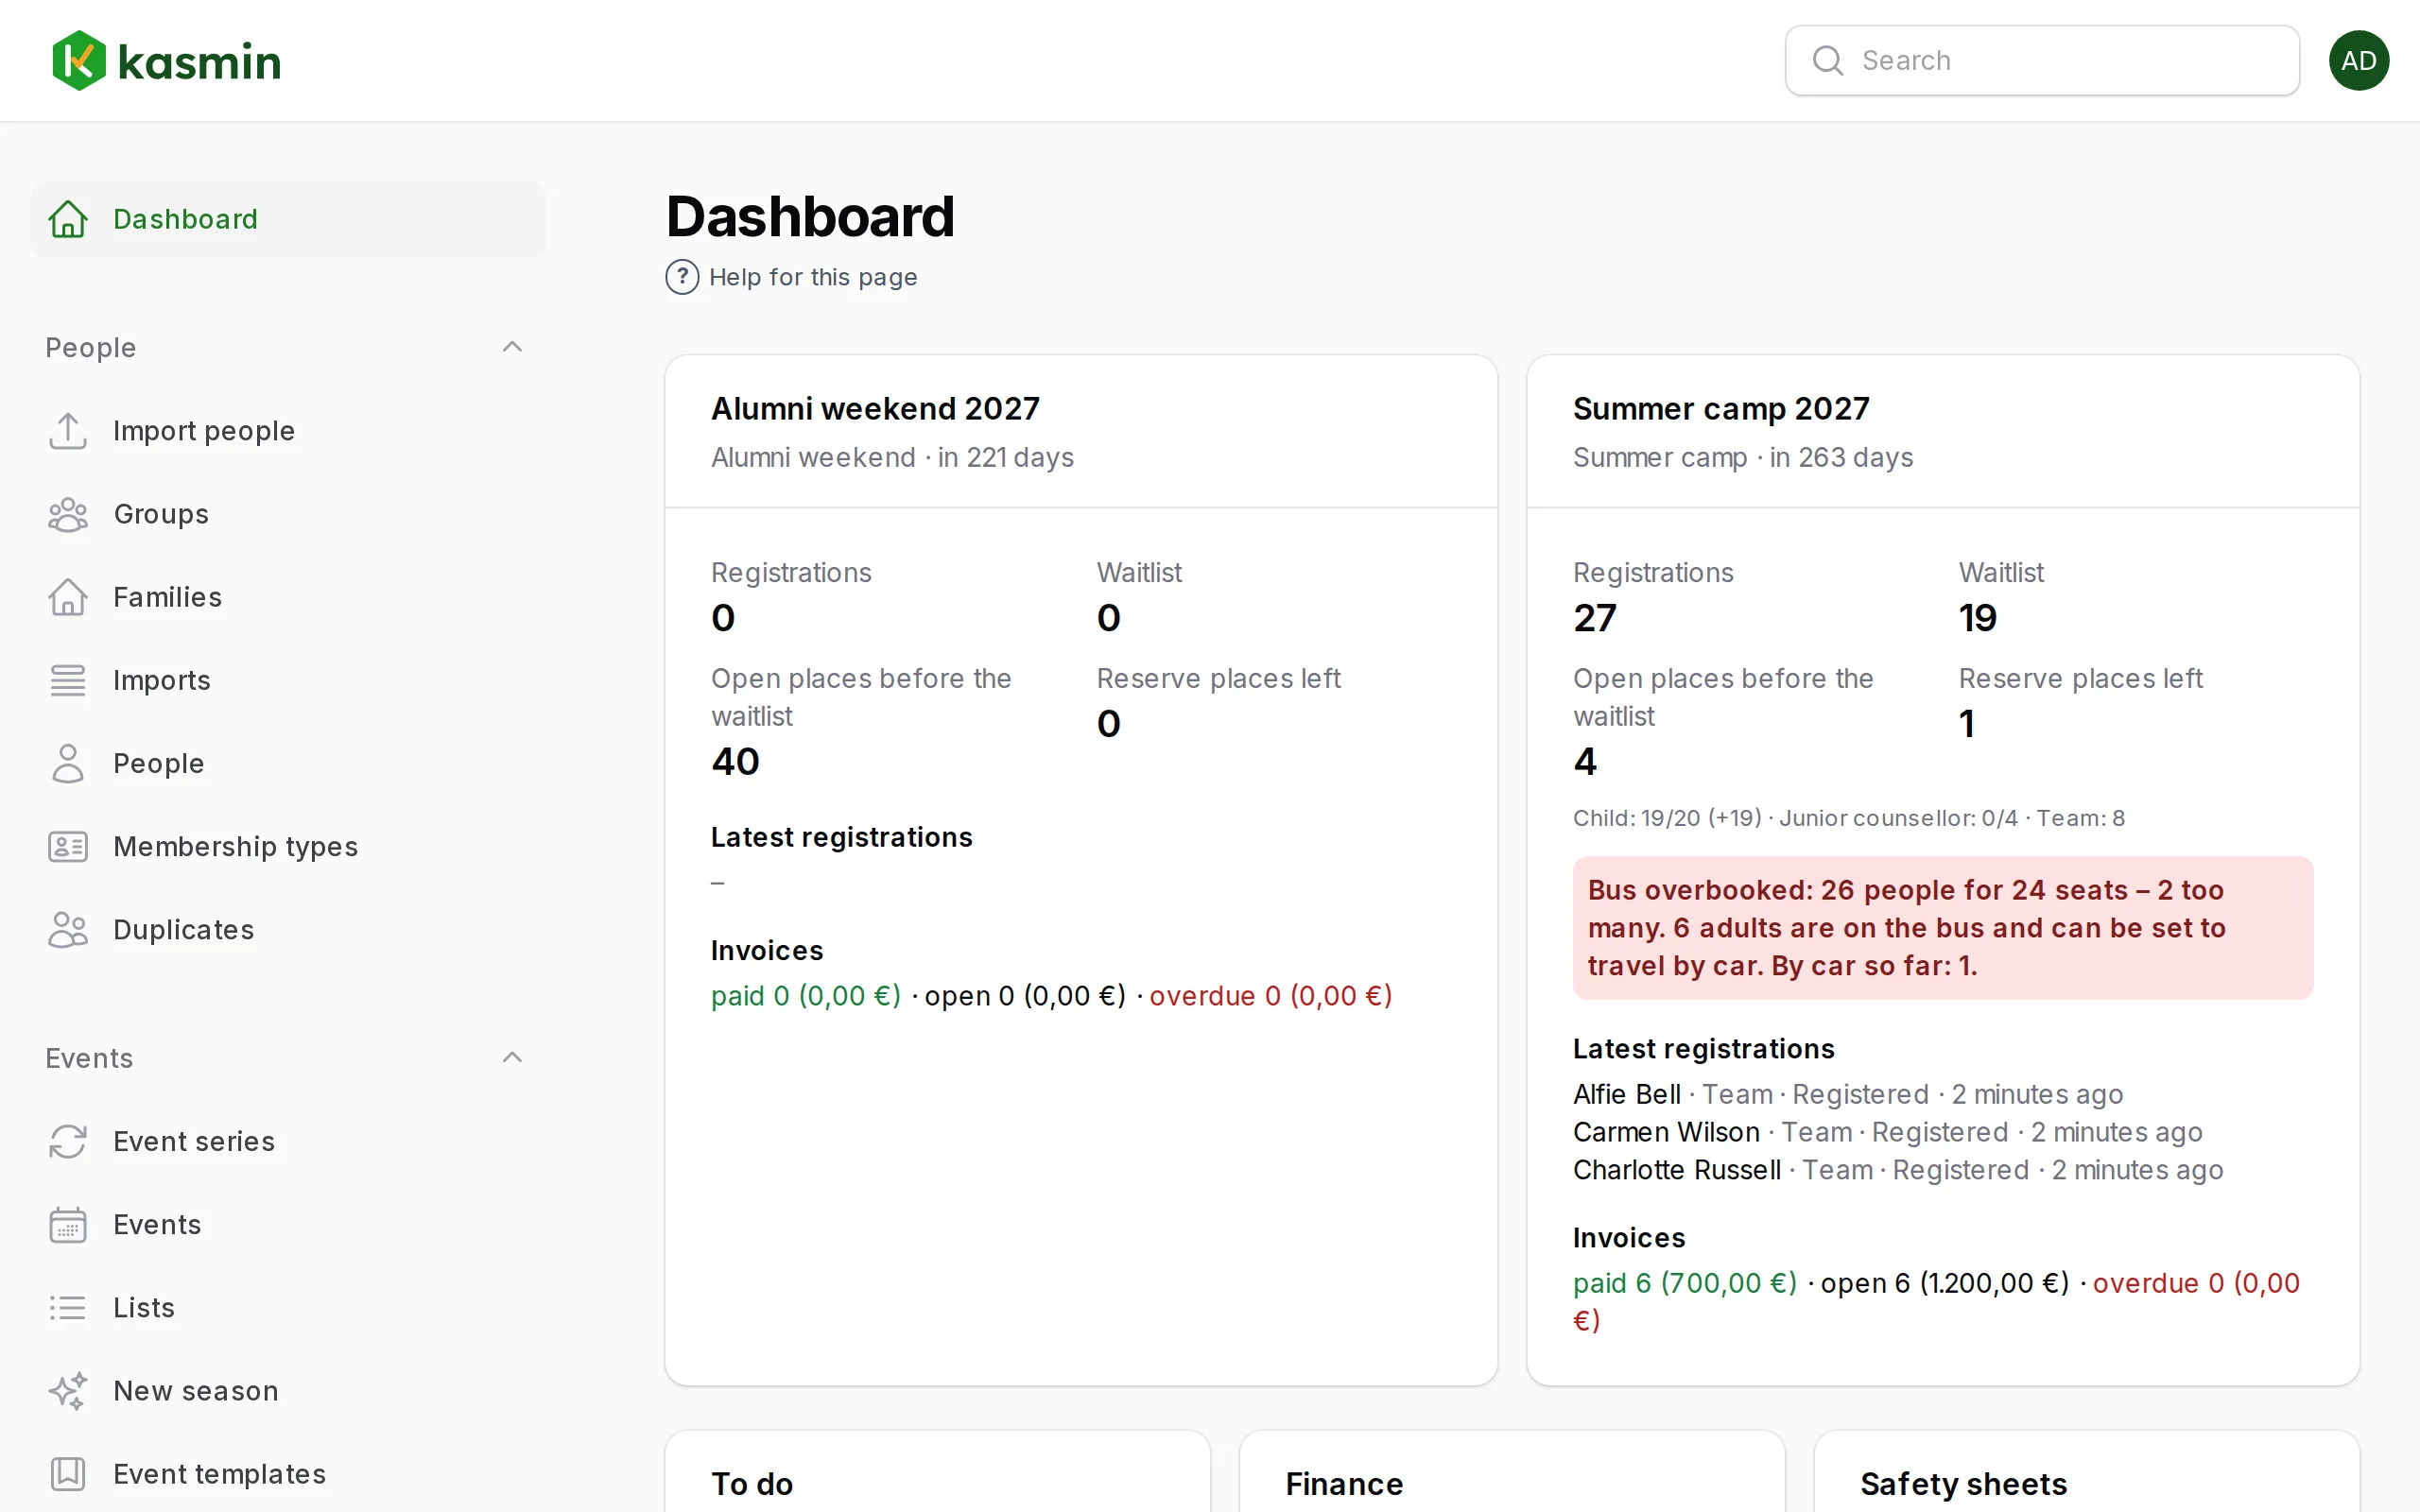 kasmin
Search
AD
Dashboard
People
Import people
Groups
Families
Imports
People
Membership types
Duplicates
Events
Event series
Events
Lists
New season
Event templates
Dashboard
? Help for this page
Alumni weekend 2027
Alumni weekend · in 221 days
Registrations
0
Waitlist
0
Open places before the
waitlist
40
Reserve places left
0
Latest registrations
–
Invoices
paid 0 (0,00 €) · open 0 (0,00 €) · overdue 0 (0,00 €)
Summer camp 2027
Summer camp · in 263 days
Registrations
27
Waitlist
19
Open places before the
waitlist
4
Reserve places left
1
Child: 19/20 (+19) · Junior counsellor: 0/4 · Team: 8
Bus overbooked: 26 people for 24 seats – 2 too
many. 6 adults are on the bus and can be set to
travel by car. By car so far: 1.
Latest registrations
Alfie Bell · Team · Registered · 2 minutes ago
Carmen Wilson · Team · Registered · 2 minutes ago
Charlotte Russell · Team · Registered · 2 minutes ago
Invoices
paid 6 (700,00 €) · open 6 (1.200,00 €) · overdue 0 (0,00
€)
To do
Finance
Safety sheets